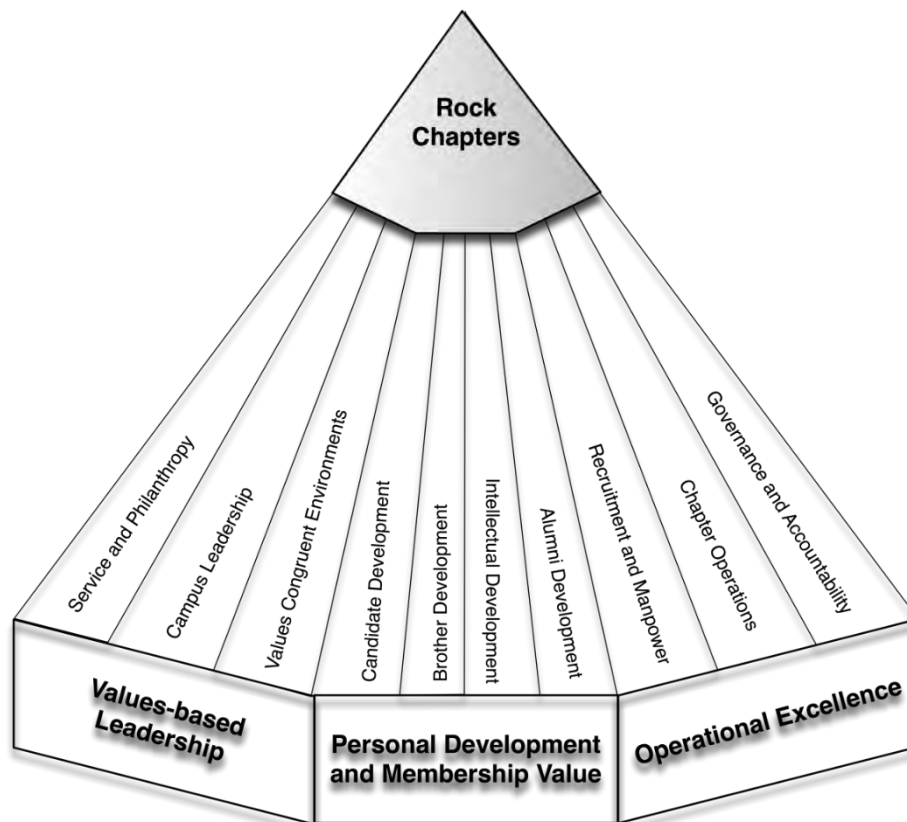 Rock
Chapters
Service and Philanthropy
Campus Leadership
Values Congruent Environments
Candidate Development
Brother Development
Intellectual Development
Alumni Development
Recruitment and Manpower
Chapter Operations
Governance and Accountability
Values-based
Leadership
Personal Development
and Membership Value
Operational Excellence